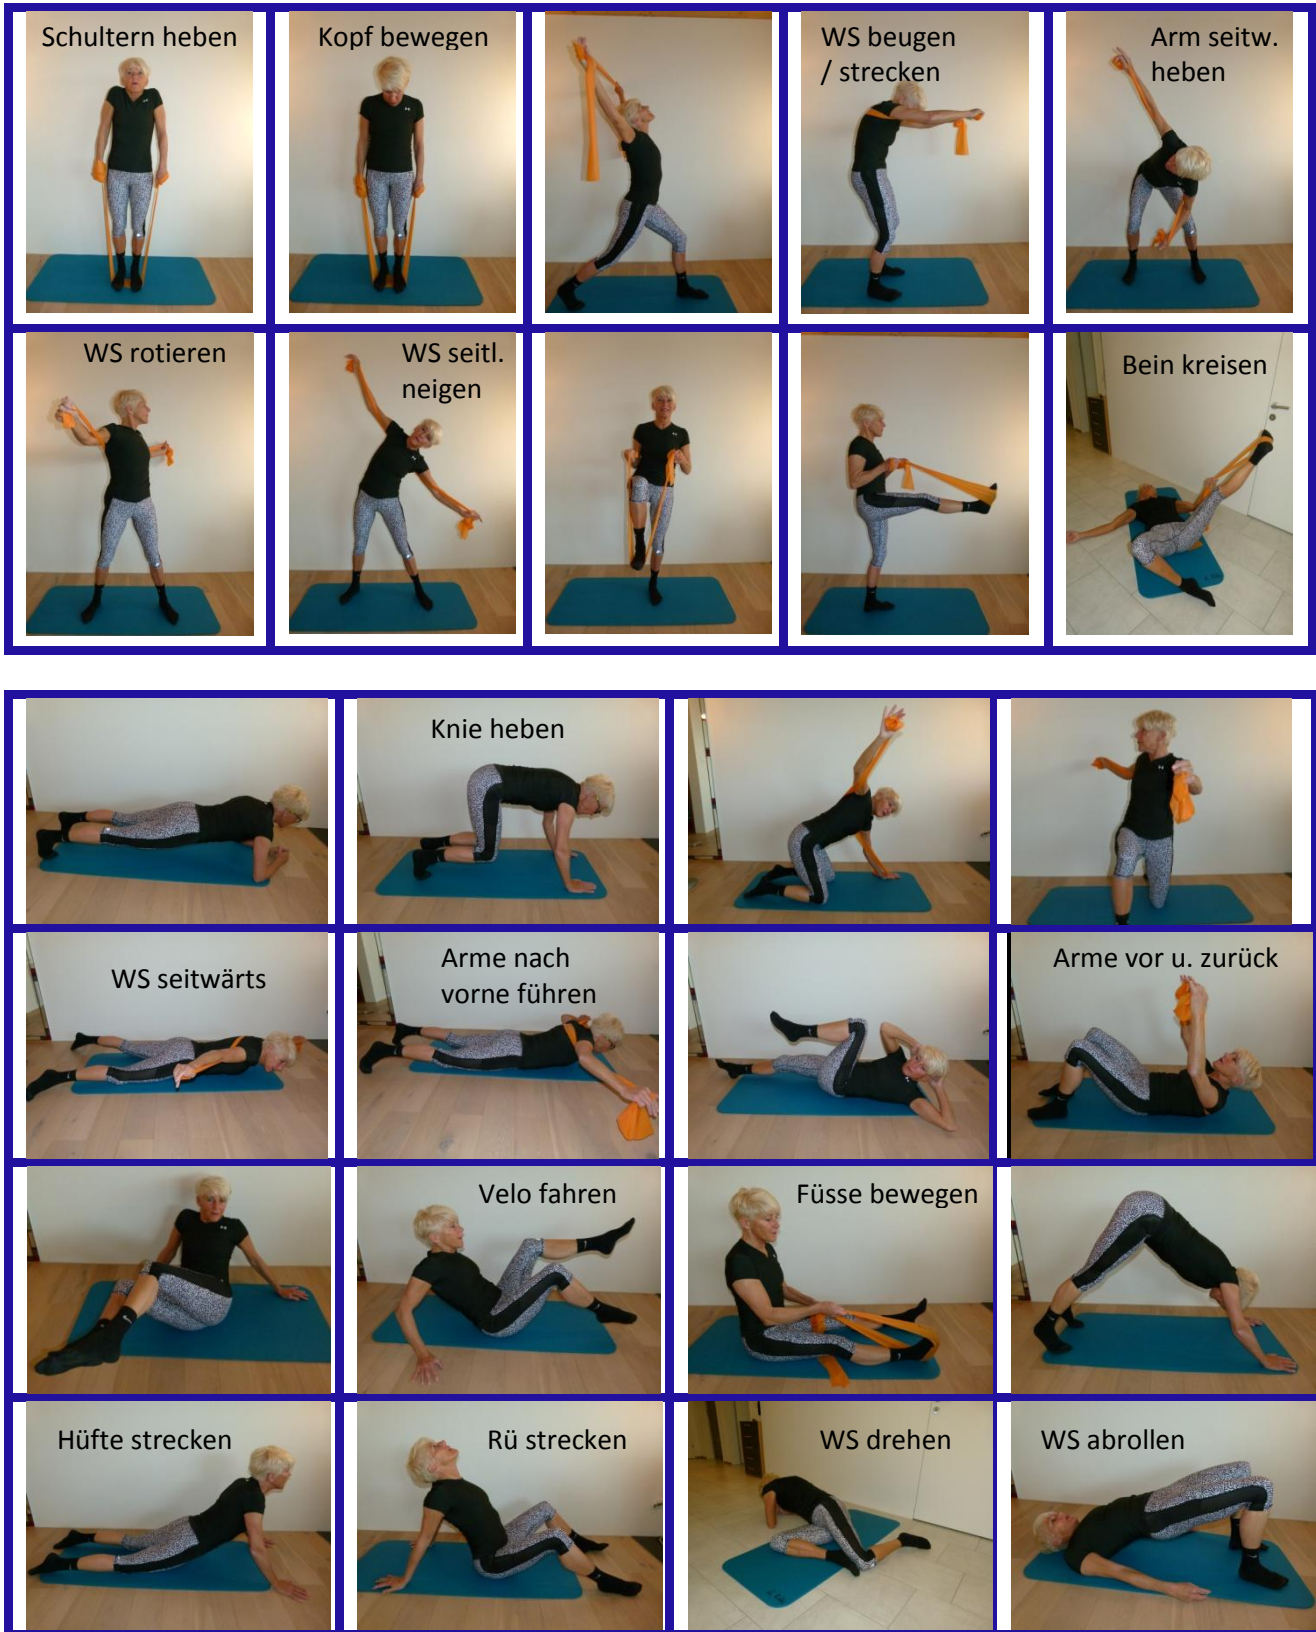 Schultern heben
Kopf bewegen
WS beugen
/ strecken
Arm seitw.
heben
WS rotieren
WS seitl.
neigen
Bein kreisen
Knie heben
WS seitwärts
Arme nach
vorne führen
Arme vor u. zurück
Velo fahren
Füsse bewegen
Hüfte strecken
Rü strecken
WS drehen
WS abrollen